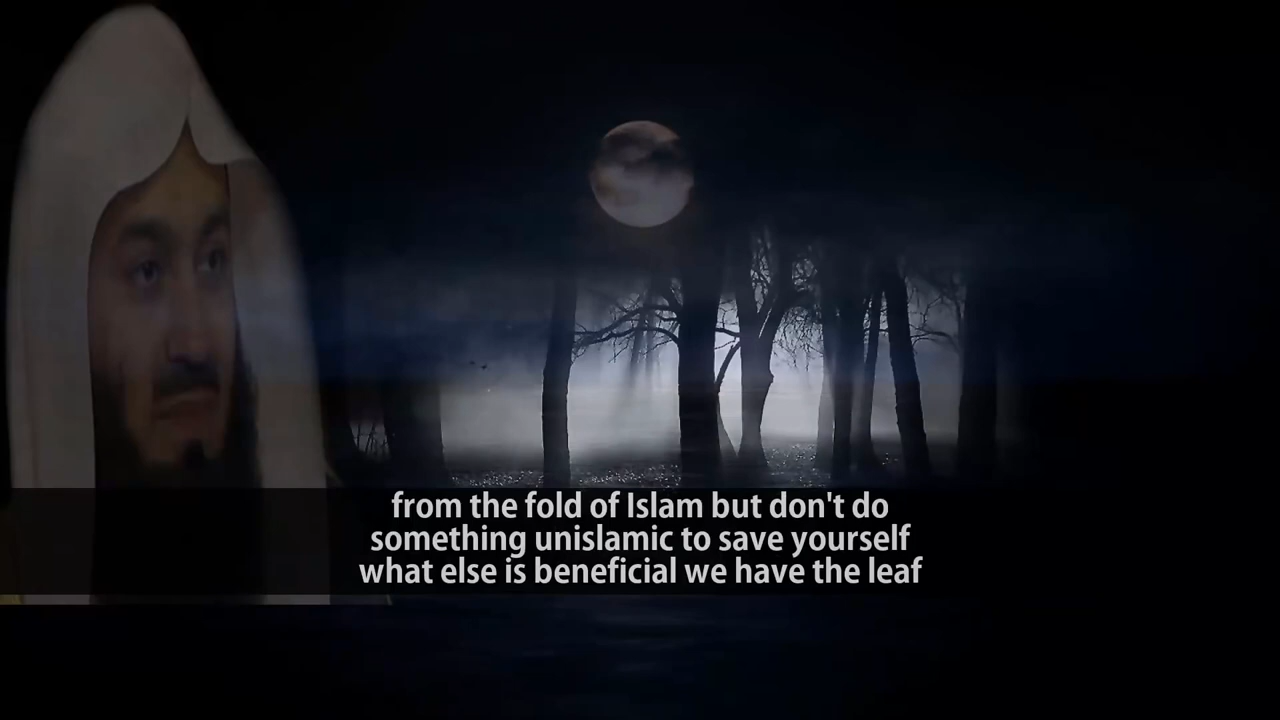 from the fold of Islam but don't do
something unislamic to save yourself
what else is beneficial we have the leaf